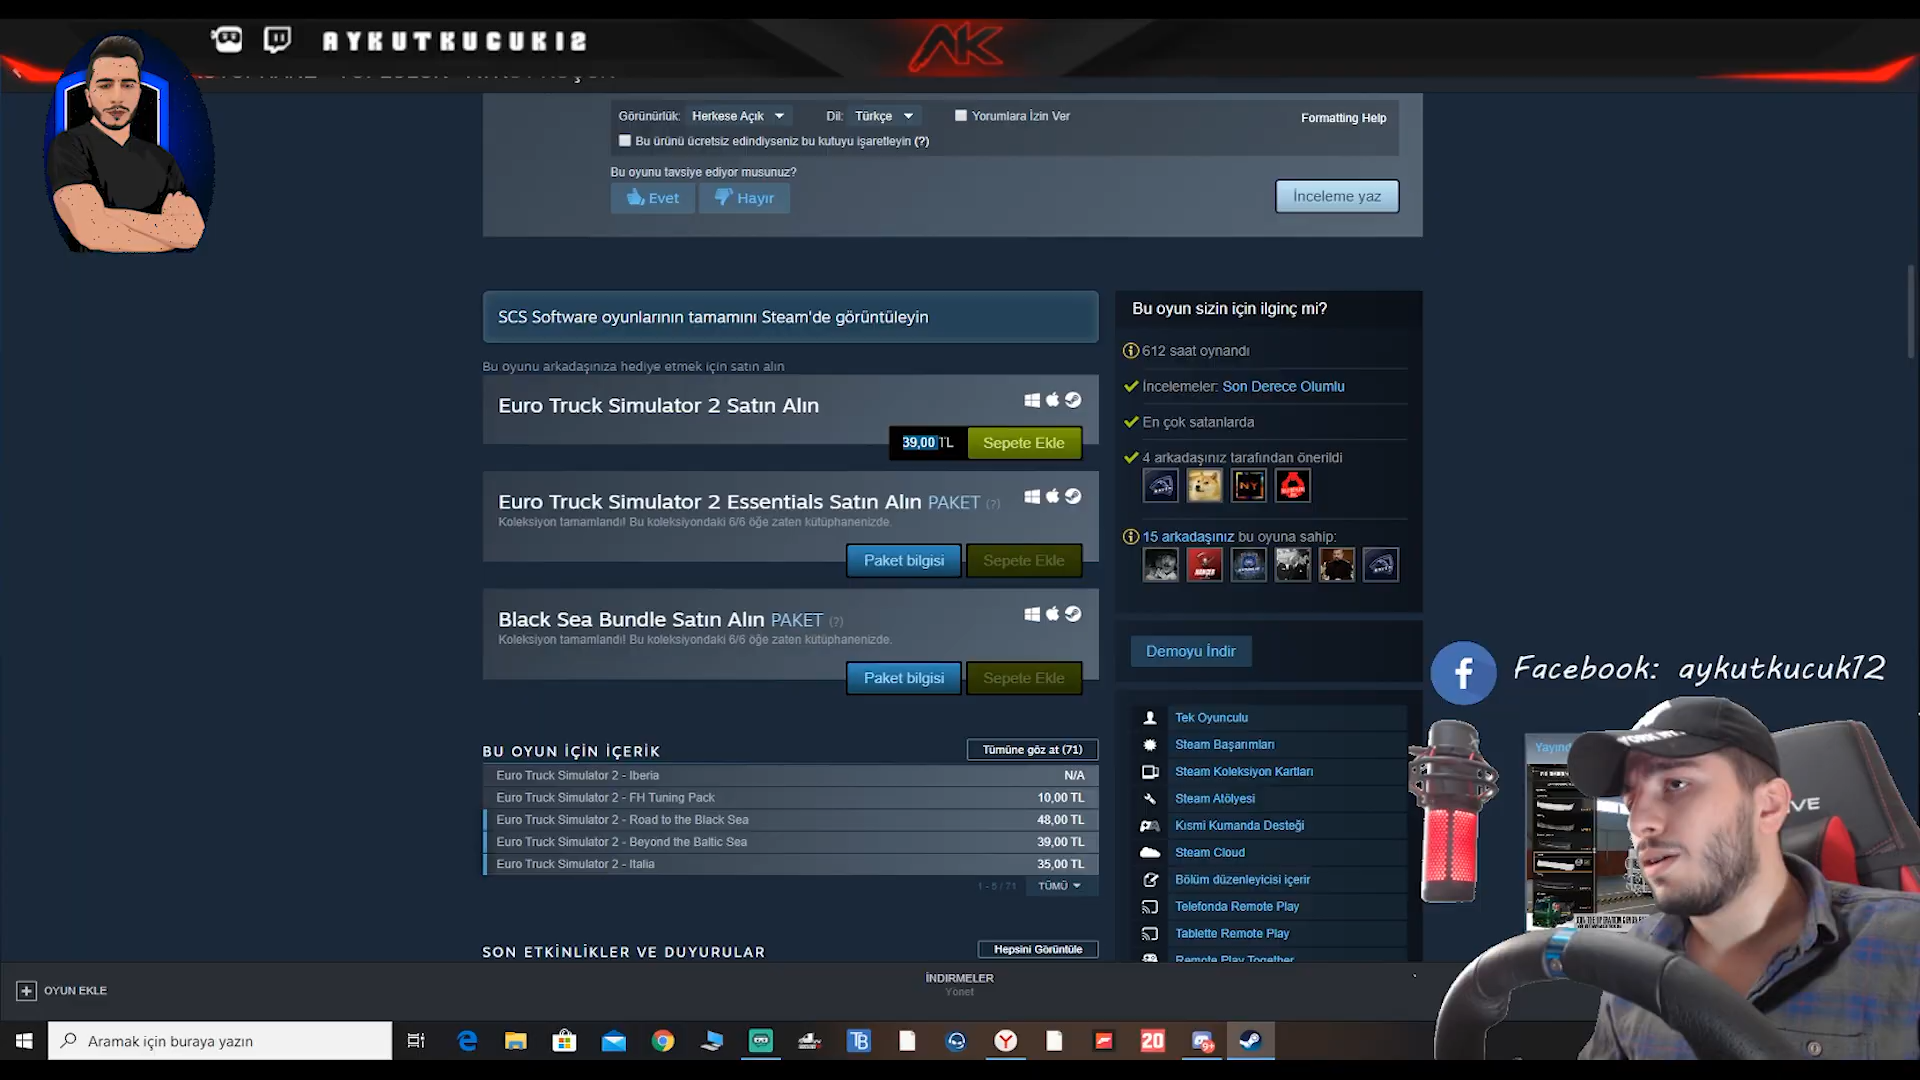 AYKUTKUCUK12
AK
Görünürlük: Herkese Açık
Dil: Türkçe
Yorumlara İzin Ver
Formatting Help
Bu ürünü ücretsiz edindiyseniz bu kutuyu işaretleyin (?)
Bu oyunu tavsiye ediyor musunuz?
Evet
Hayır
İnceleme yaz
SCS Software oyunlarının tamamını Steam'de görüntüleyin
Bu oyunu arkadaşınıza hediye etmek için satın alın
Euro Truck Simulator 2 Satın Alın
39,00 TL
Sepete Ekle
Euro Truck Simulator 2 Essentials Satın Alın PAKET (?)
Koleksiyon tamamlandı! Bu koleksiyondaki 6/6 öğe zaten kütüphanenizde.
Paket bilgisi
Sepete Ekle
Black Sea Bundle Satın Alın PAKET (?)
Koleksiyon tamamlandı! Bu koleksiyondaki 6/6 öğe zaten kütüphanenizde.
Paket bilgisi
Sepete Ekle
BU OYUN İÇİN İÇERİK
Tümüne göz at (71)
Euro Truck Simulator 2 - Iberia N/A
Euro Truck Simulator 2 - FH Tuning Pack 10,00 TL
Euro Truck Simulator 2 - Road to the Black Sea 48,00 TL
Euro Truck Simulator 2 - Beyond the Baltic Sea 39,00 TL
Euro Truck Simulator 2 - Italia 35,00 TL
1 - 5 / 71
TÜMÜ
SON ETKİNLİKLER VE DUYURULAR
Hepsini Görüntüle
Bu oyun sizin için ilginç mi?
612 saat oynandı
İncelemeler: Son Derece Olumlu
En çok satanlarda
4 arkadaşınız tarafından önerildi
NY
15 arkadaşınız bu oyuna sahip:
Demoyu İndir
Tek Oyunculu
Steam Başarımları
Steam Koleksiyon Kartları
Steam Atölyesi
Kısmi Kumanda Desteği
Steam Cloud
Bölüm düzenleyicisi içerir
Telefonda Remote Play
Tablette Remote Play
Remote Play Together
Facebook: aykutkucuk12
OYUN EKLE
İNDİRMELER
Yönet
Aramak için buraya yazın
TB
20
9+